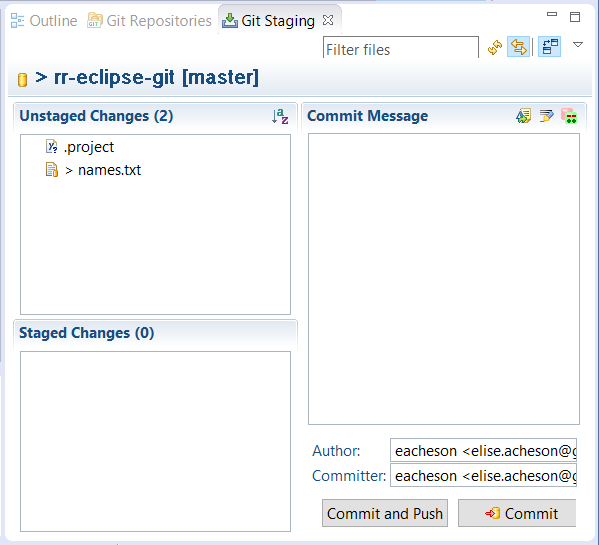 Outline Git Repositories Git Staging
Filter files
> rr-eclipse-git [master]
Unstaged Changes (2)
.project
> names.txt
Staged Changes (0)
Commit Message
Author: eacheson <elise.acheson@g
Committer: eacheson <elise.acheson@g
Commit and Push Commit